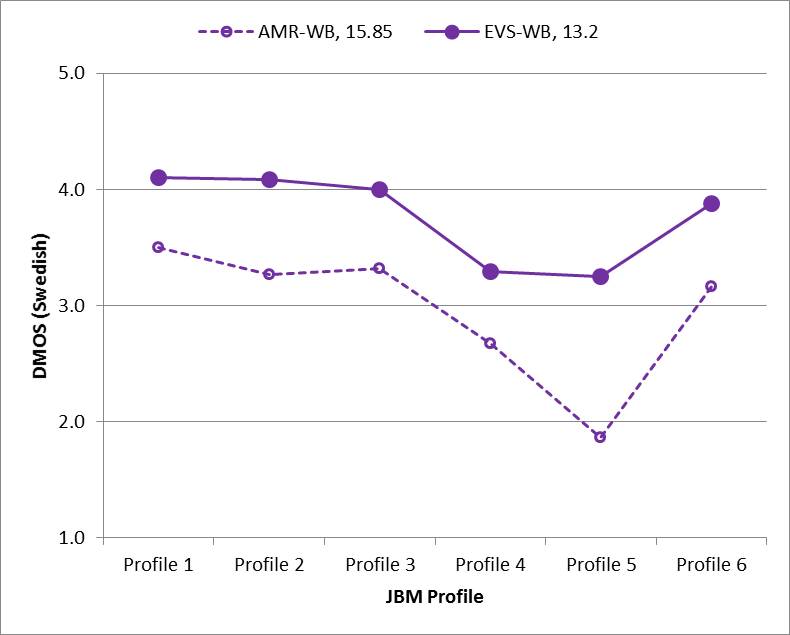 AMR-WB, 15.85 EVS-WB, 13.2
5.0
4.0
3.0
2.0
1.0
DMOS (Swedish)
Profile 1 Profile 2 Profile 3 Profile 4 Profile 5 Profile 6
JBM Profile